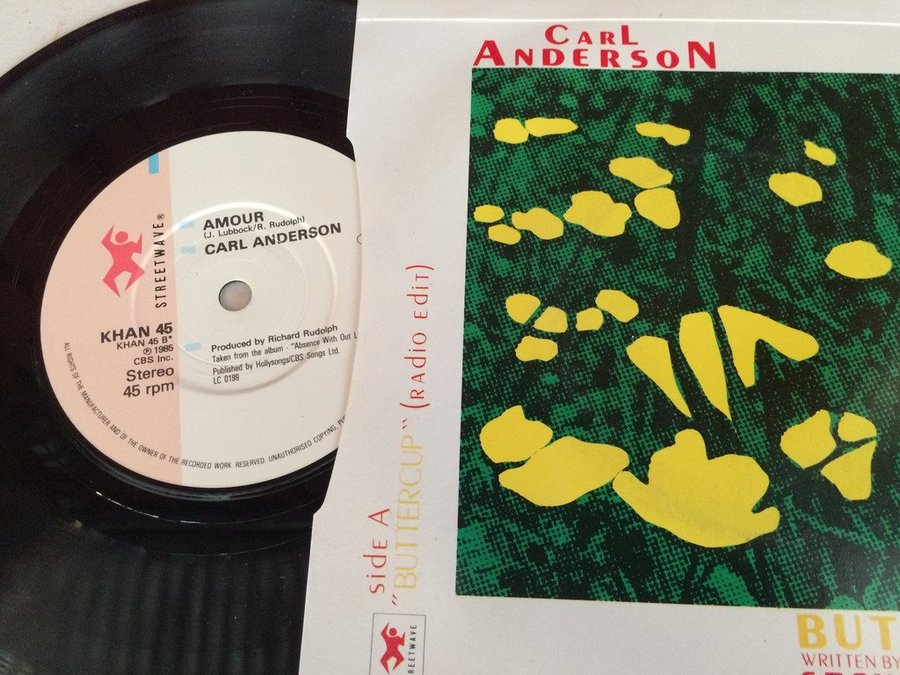 CARL
ANDERSON
AMOUR
(J. Lubbock/R. Rudolph)
CARL ANDERSON
STREETWAVE®
KHAN 45
KHAN 45 B*
℗ 1985
CBS Inc.
Stereo
45 rpm
Produced by Richard Rudolph
Taken from the album - "Absence With Out L
Published by Hollysongs/CBS Songs Ltd.
LC 0199
ALL RIGHTS OF THE MANUFACTURER AND OF THE OWNER OF THE RECORDED WORK RESERVED. UNAUTHORISED COPYING, PUB
side A
"BUTTERCUP" (RAdio Edit)
REETWAVE
BUT
WRITTEN BY